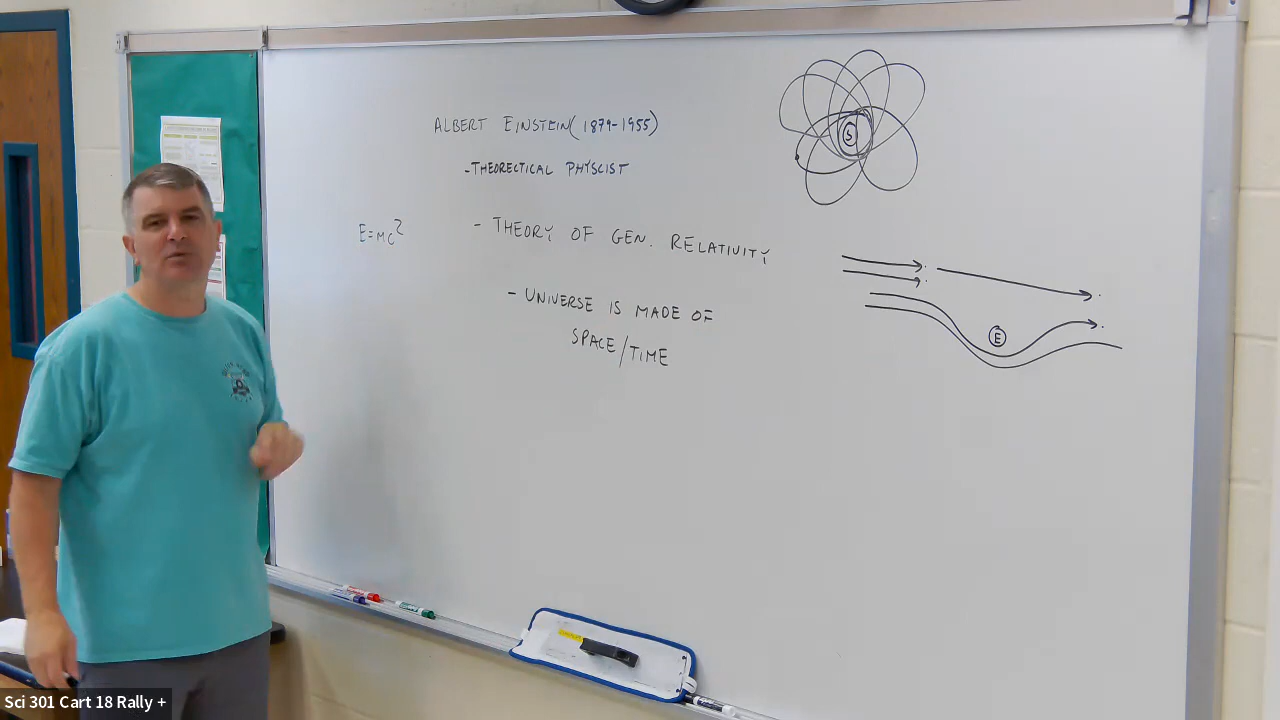 ALBERT EINSTEIN (1879-1955)
-THEORECTICAL PHYSCIST
E=MC²
- THEORY OF GEN. RELATIVITY
- UNIVERSE IS MADE OF
SPACE/TIME
S
E
Sci 301 Cart 18 Rally +